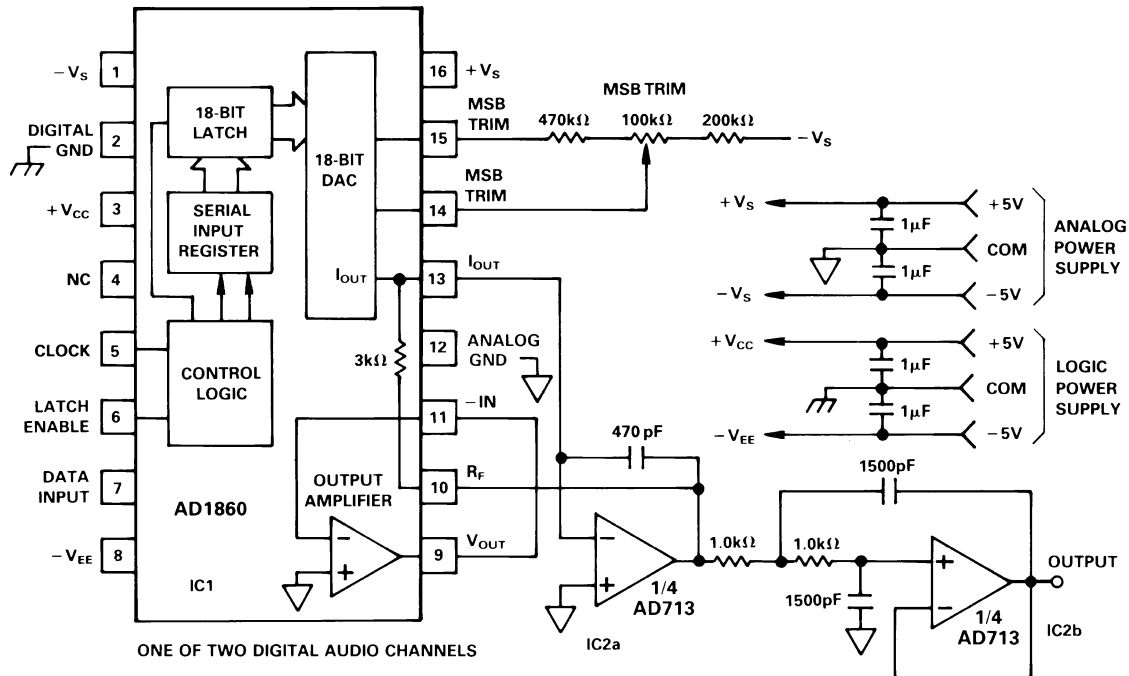 −VS 1
DIGITAL GND 2
+VCC 3
NC 4
CLOCK 5
LATCH ENABLE 6
DATA INPUT 7
−VEE 8
18-BIT LATCH
SERIAL INPUT REGISTER
CONTROL LOGIC
18-BIT DAC
IOUT
3kΩ
OUTPUT AMPLIFIER
−
+
AD1860
IC1
16 +VS
15 MSB TRIM
14 MSB TRIM
13 IOUT
12 ANALOG GND
11 −IN
10 RF
9 VOUT
MSB TRIM
470kΩ 100kΩ 200kΩ −VS
+VS 1µF +5V
COM
−VS 1µF −5V
ANALOG POWER SUPPLY
+VCC 1µF +5V
COM
−VEE 1µF −5V
LOGIC POWER SUPPLY
470 pF
−
+
1/4 AD713
IC2a
1.0kΩ 1.0kΩ
1500pF
1500pF
+
−
1/4 AD713
IC2b
OUTPUT
ONE OF TWO DIGITAL AUDIO CHANNELS